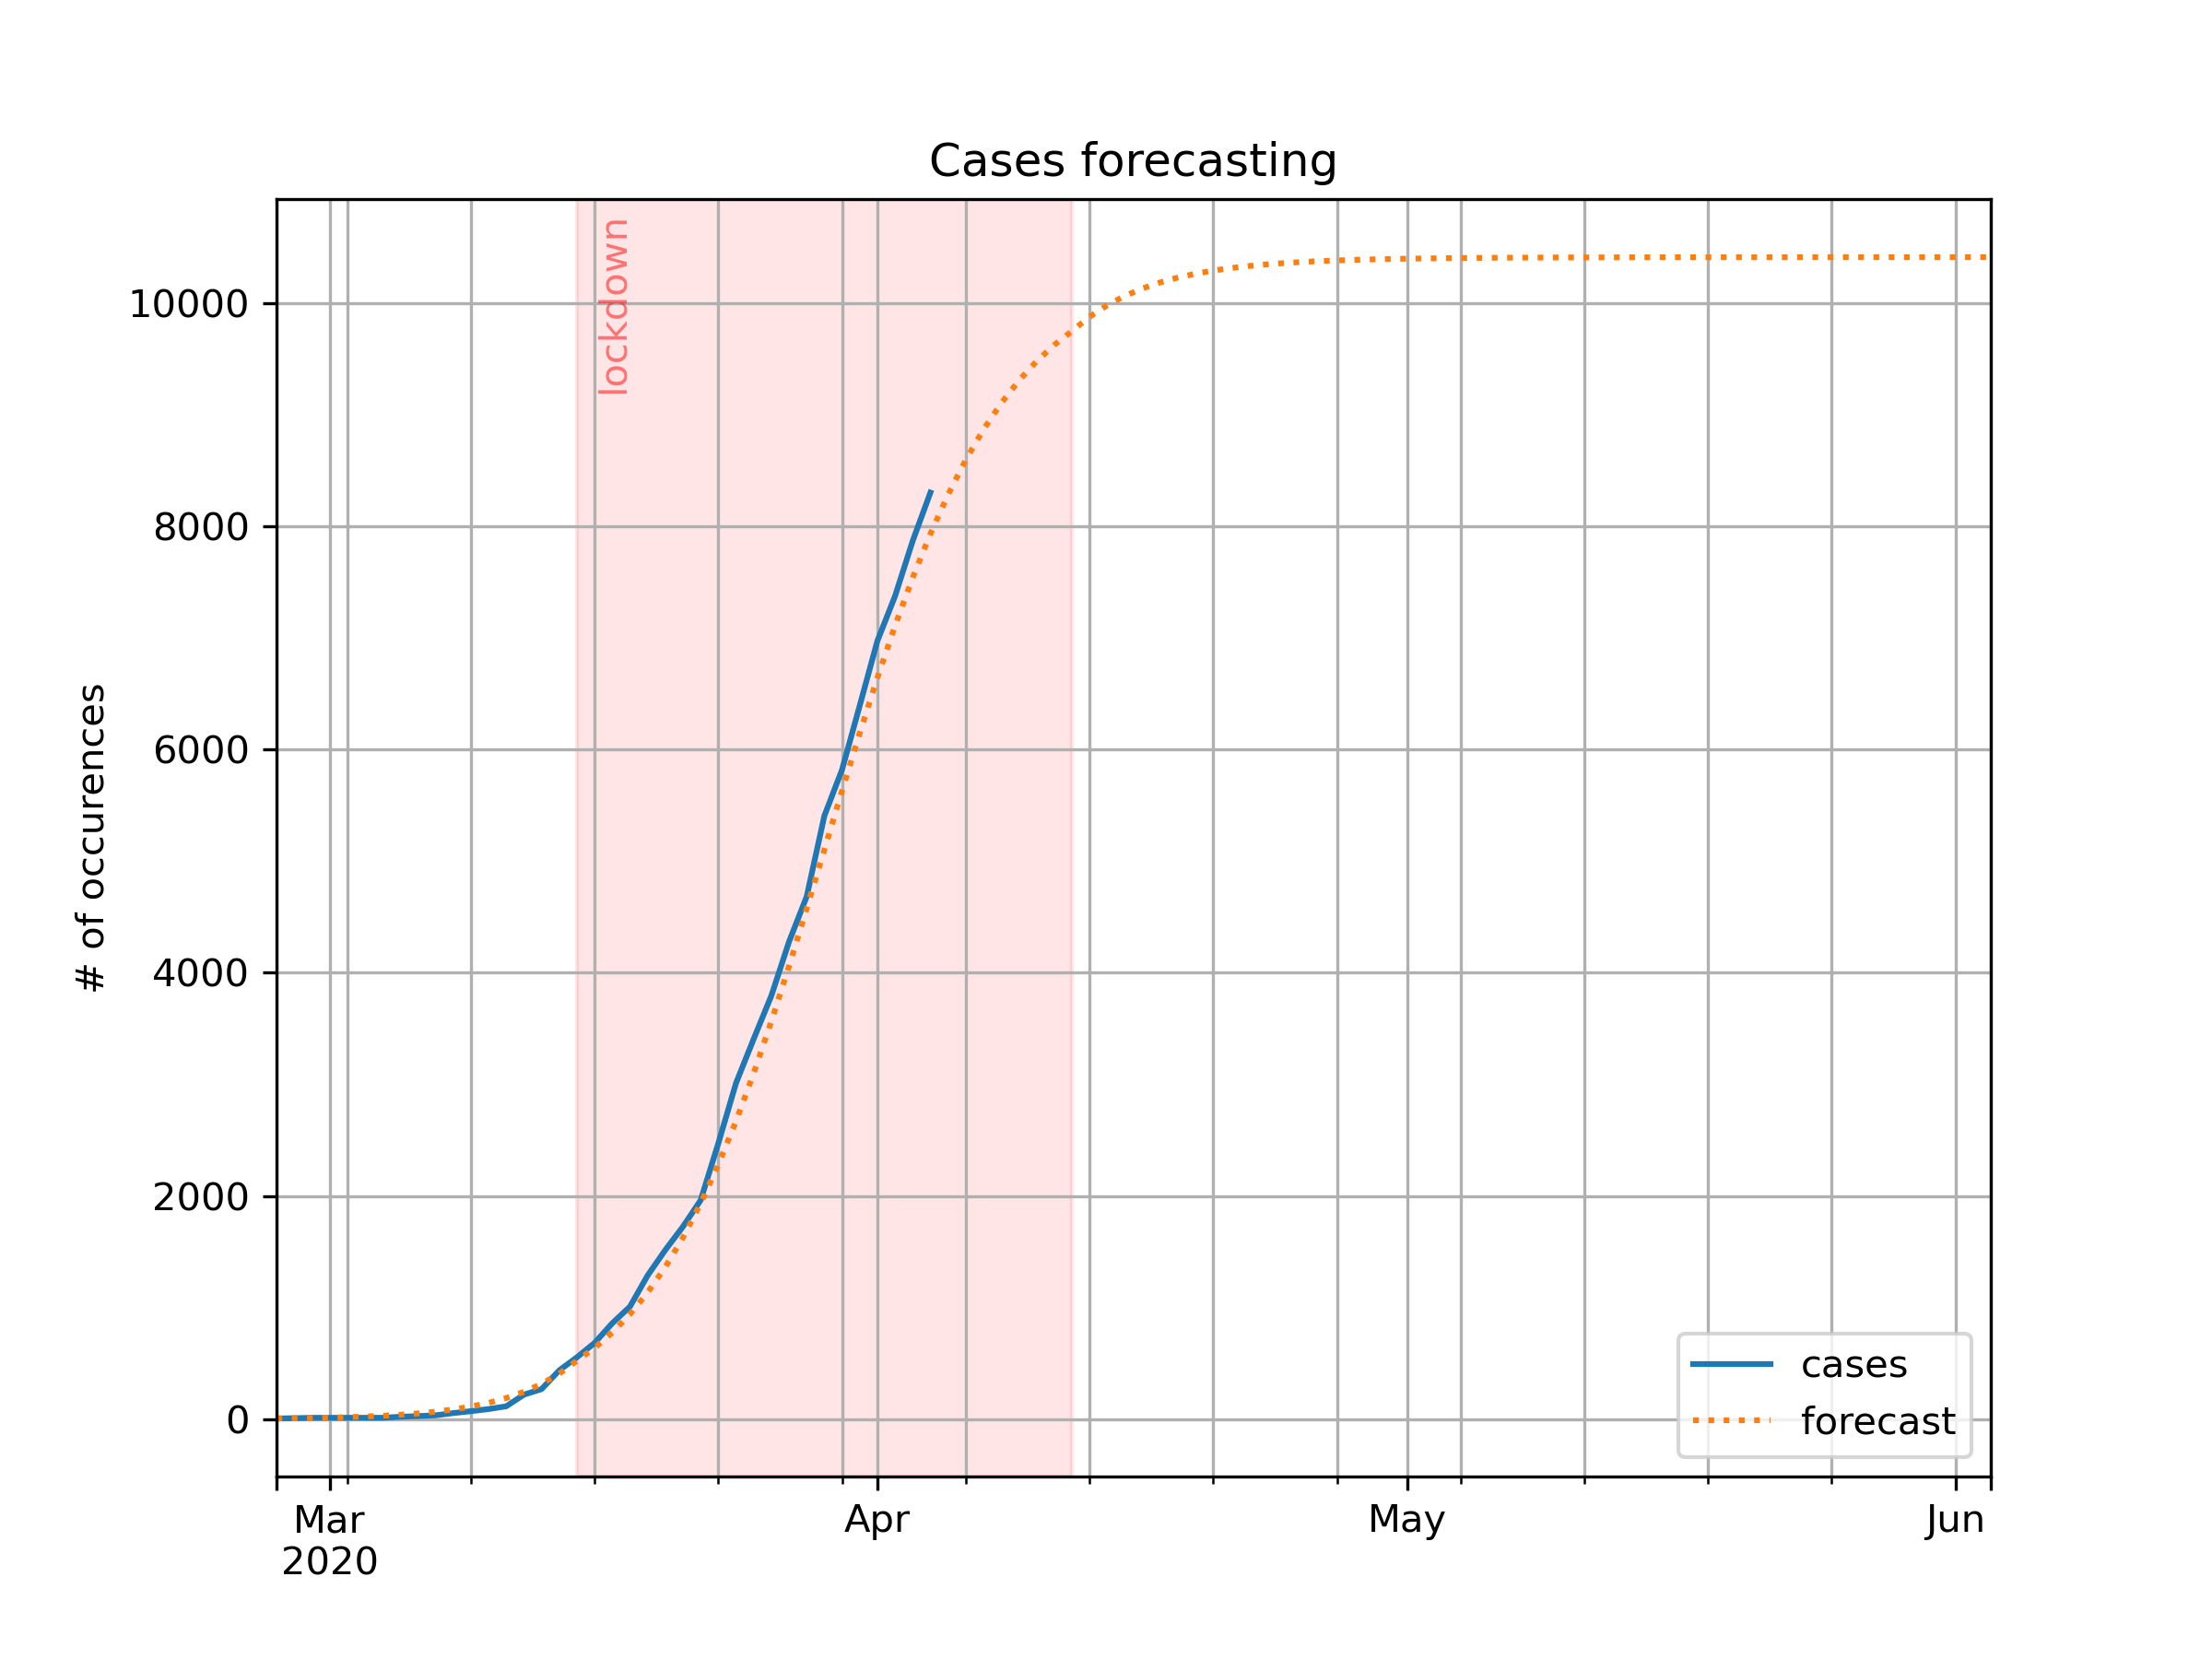 Cases forecasting
lockdown
10000
8000
6000
4000
2000
0
# of occurences
Mar
2020
Apr
May
Jun
cases
forecast